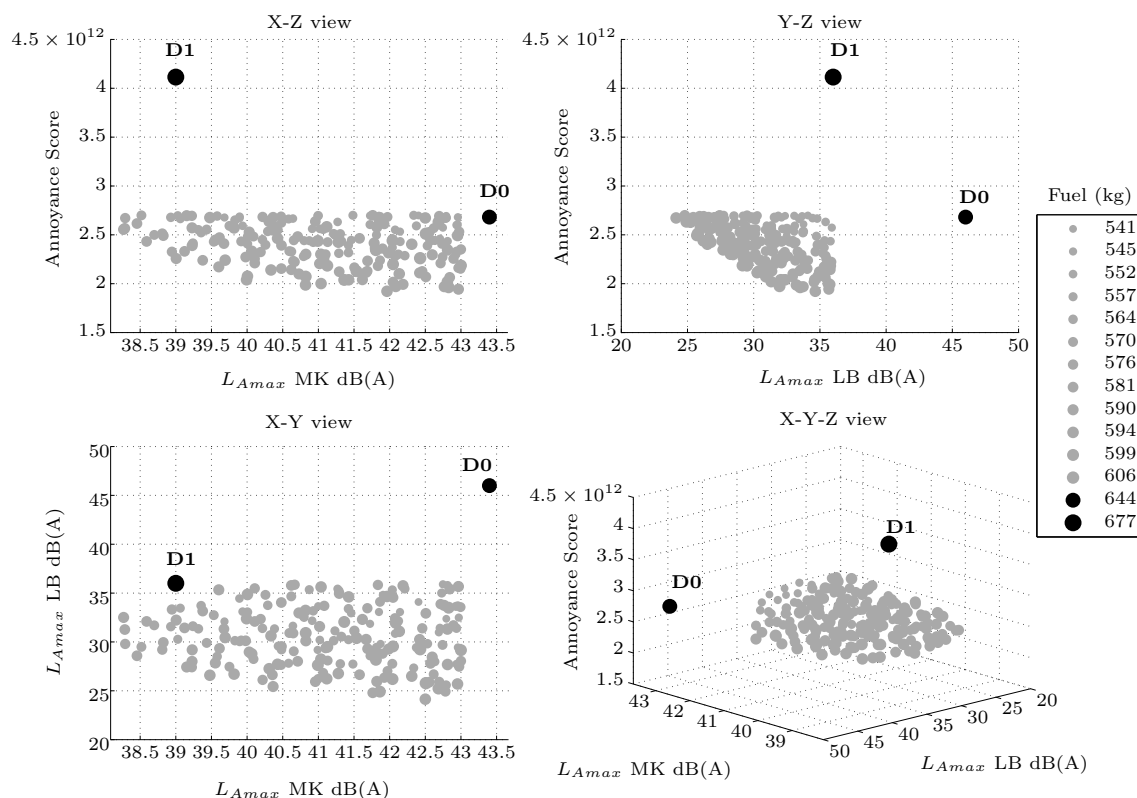 X-Z view
4.5 × 10^12
D1
4
3.5
3
D0
2.5
2
1.5
Annoyance Score
38.5 39 39.5 40 40.5 41 41.5 42 42.5 43 43.5
L_Amax MK dB(A)
Y-Z view
4.5 × 10^12
D1
4
3.5
3
D0
2.5
2
1.5
Annoyance Score
20 25 30 35 40 45 50
L_Amax LB dB(A)
Fuel (kg)
541
545
552
557
564
570
576
581
590
594
599
606
644
677
X-Y view
50
D0
45
40
D1
35
30
25
20
L_Amax LB dB(A)
38.5 39 39.5 40 40.5 41 41.5 42 42.5 43 43.5
L_Amax MK dB(A)
X-Y-Z view
4.5 × 10^12
4
D1
3.5
3
D0
2.5
2
1.5
Annoyance Score
43 42 41 40 39
50 45 40 35 30 25 20
L_Amax MK dB(A)
L_Amax LB dB(A)